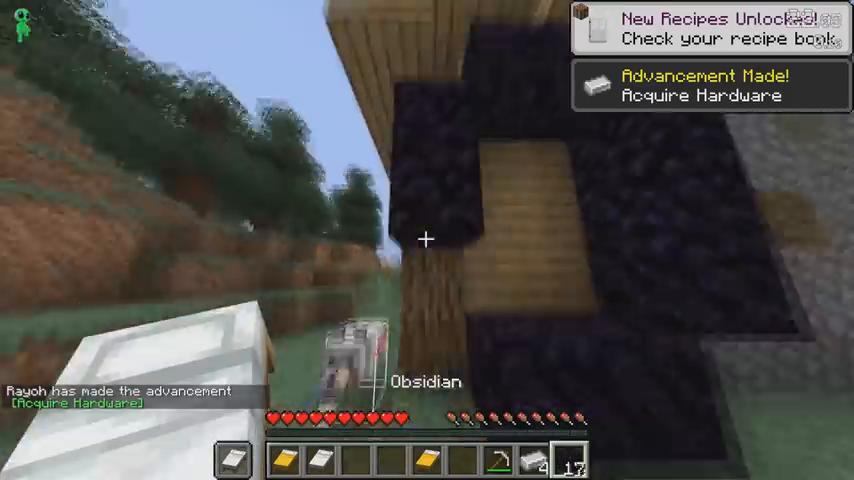 New Recipes Unlocked!
Check your recipe book
Advancement Made!
Acquire Hardware
Obsidian
Rayoh has made the advancement
[Acquire Hardware]
4
17